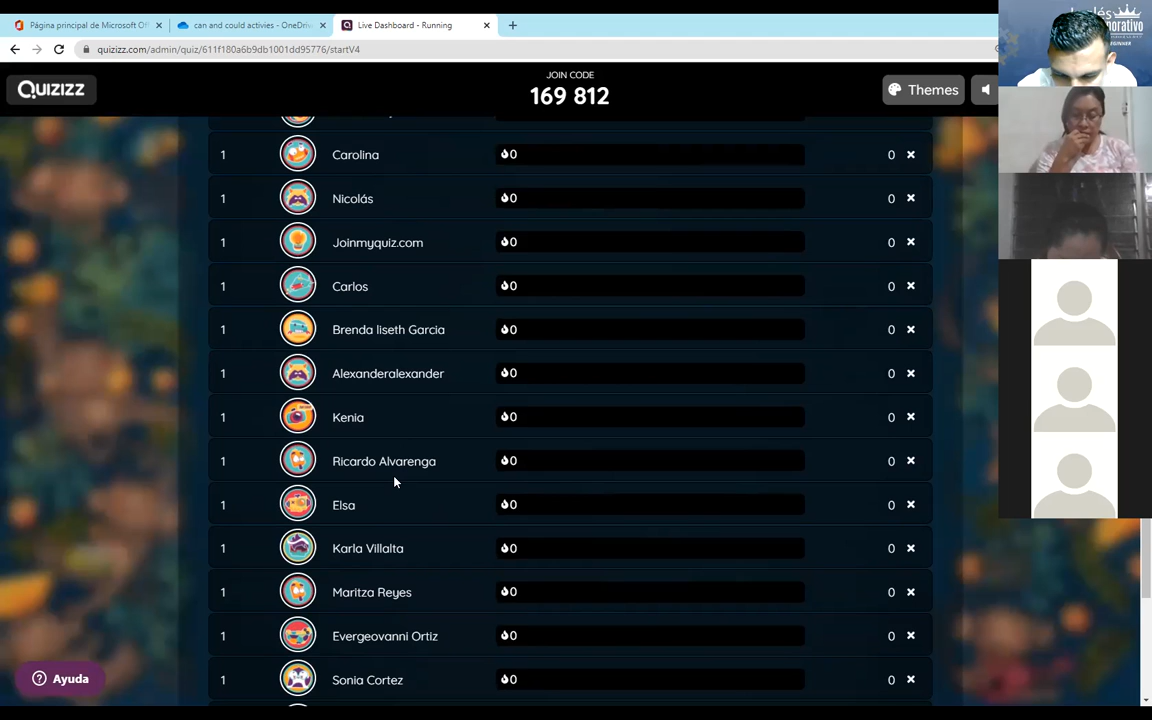 Página principal de Microsoft Of
can and could activies - OneDriv
Live Dashboard - Running
quizizz.com/admin/quiz/611f180a6b9db1001dd95776/startV4
Quizizz
JOIN CODE
169 812
Themes
1 Carolina 0 0
1 Nicolás 0 0
1 Joinmyquiz.com 0 0
1 Carlos 0 0
1 Brenda liseth Garcia 0 0
1 Alexanderalexander 0 0
1 Kenia 0 0
1 Ricardo Alvarenga 0 0
1 Elsa 0 0
1 Karla Villalta 0 0
1 Maritza Reyes 0 0
1 Evergeovanni Ortiz 0 0
1 Sonia Cortez 0 0
Ayuda